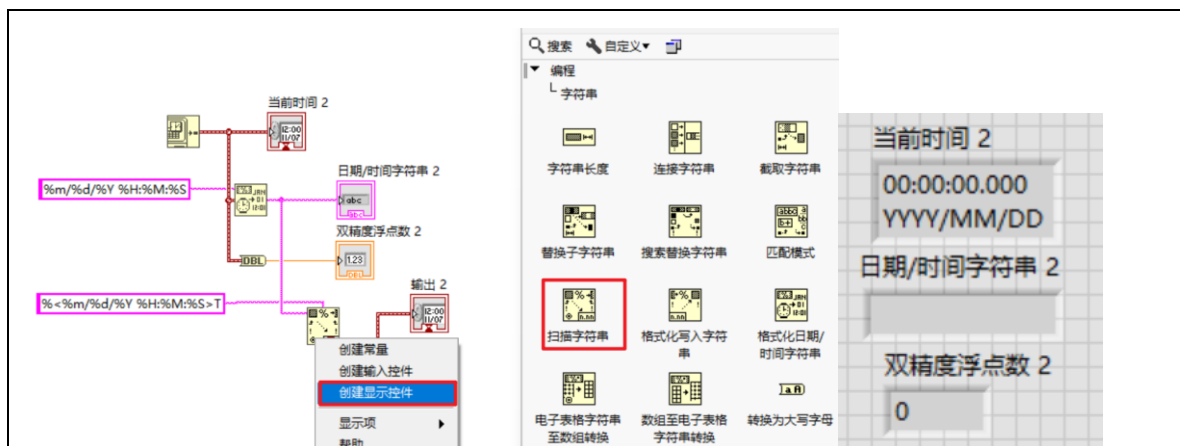 当前时间 2
%m/%d/%Y %H:%M:%S
日期/时间字符串 2
abc
双精度浮点数 2
DBL
1.23
输出 2
%<%m/%d/%Y %H:%M:%S>T
创建常量
创建输入控件
创建显示控件
显示项
帮助
搜索 自定义
编程
字符串
字符串长度 连接字符串 截取字符串
替换子字符串 搜索替换字符串 匹配模式
扫描字符串 格式化写入字符串 格式化日期/时间字符串
电子表格字符串至数组转换 数组至电子表格字符串转换 转换为大写字母
当前时间 2
00:00:00.000
YYYY/MM/DD
日期/时间字符串 2
双精度浮点数 2
0